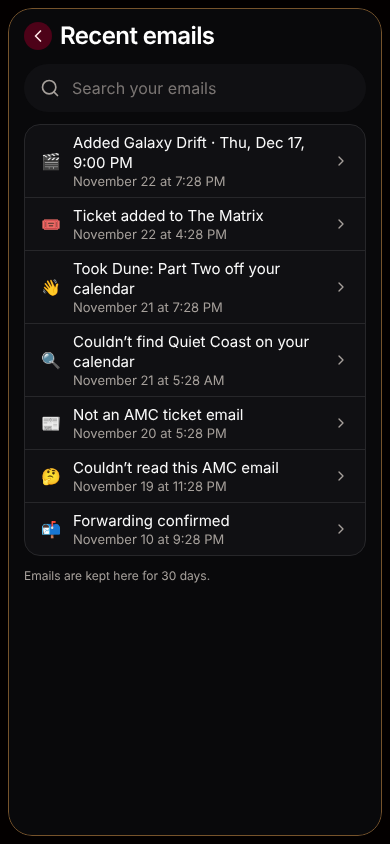 Recent emails
Search your emails
Added Galaxy Drift · Thu, Dec 17,
9:00 PM
November 22 at 7:28 PM
Ticket added to The Matrix
November 22 at 4:28 PM
Took Dune: Part Two off your
calendar
November 21 at 7:28 PM
Couldn’t find Quiet Coast on your
calendar
November 21 at 5:28 AM
Not an AMC ticket email
November 20 at 5:28 PM
Couldn’t read this AMC email
November 19 at 11:28 PM
Forwarding confirmed
November 10 at 9:28 PM
Emails are kept here for 30 days.